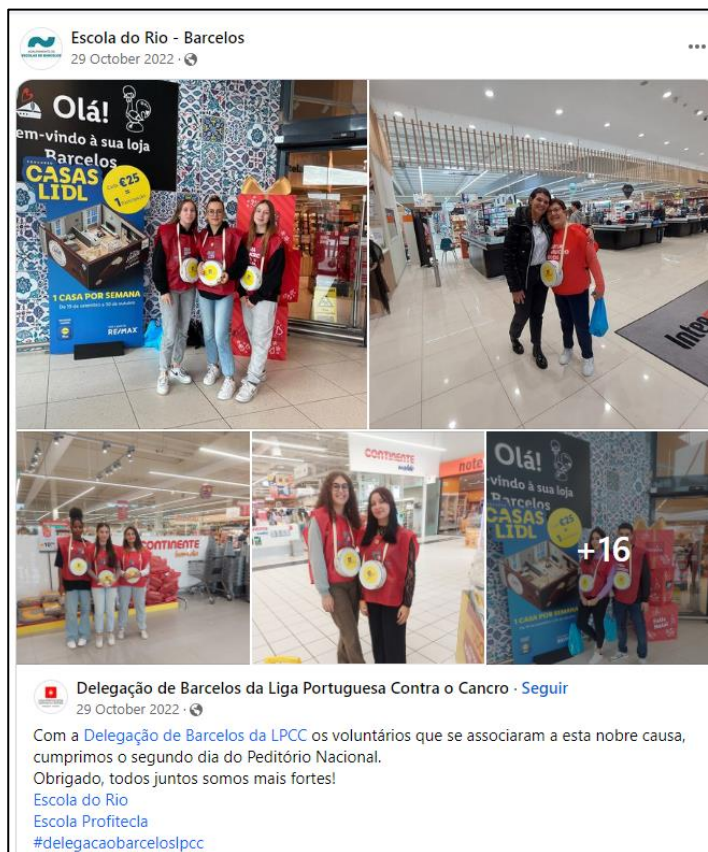 Escola do Rio - Barcelos
29 October 2022 ·
Olá!
em-vindo à sua loja
Barcelos
CASAS
LIDL
€25
1
1 CASA POR SEMANA
RE/MAX
Inte
CONTINENTE
CONTINENTE
note
Olá!
-vindo à sua loja
Barcelos
CASAS
LIDL
€25
1 CASA POR SEMANA
+16
Delegação de Barcelos da Liga Portuguesa Contra o Cancro · Seguir
29 October 2022 ·
Com a Delegação de Barcelos da LPCC os voluntários que se associaram a esta nobre causa,
cumprimos o segundo dia do Peditório Nacional.
Obrigado, todos juntos somos mais fortes!
Escola do Rio
Escola Profitecla
#delegacaobarceloslpcc